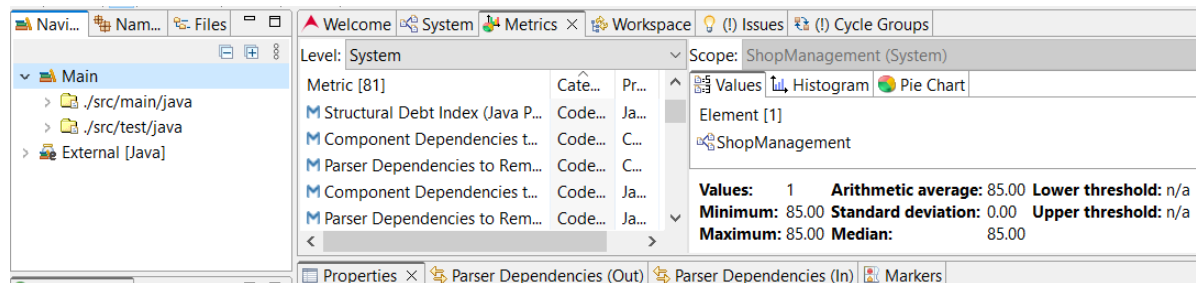 Navi... Nam... Files
Main
./src/main/java
./src/test/java
External [Java]
Welcome System Metrics Workspace (!) Issues (!) Cycle Groups
Level: System
Metric [81] Cate... Pr...
Structural Debt Index (Java P... Code... Ja...
Component Dependencies t... Code... C...
Parser Dependencies to Rem... Code... C...
Component Dependencies t... Code... Ja...
Parser Dependencies to Rem... Code... Ja...
Scope: ShopManagement (System)
Values Histogram Pie Chart
Element [1]
ShopManagement
Values: 1 Arithmetic average: 85.00 Lower threshold: n/a
Minimum: 85.00 Standard deviation: 0.00 Upper threshold: n/a
Maximum: 85.00 Median: 85.00
Properties Parser Dependencies (Out) Parser Dependencies (In) Markers